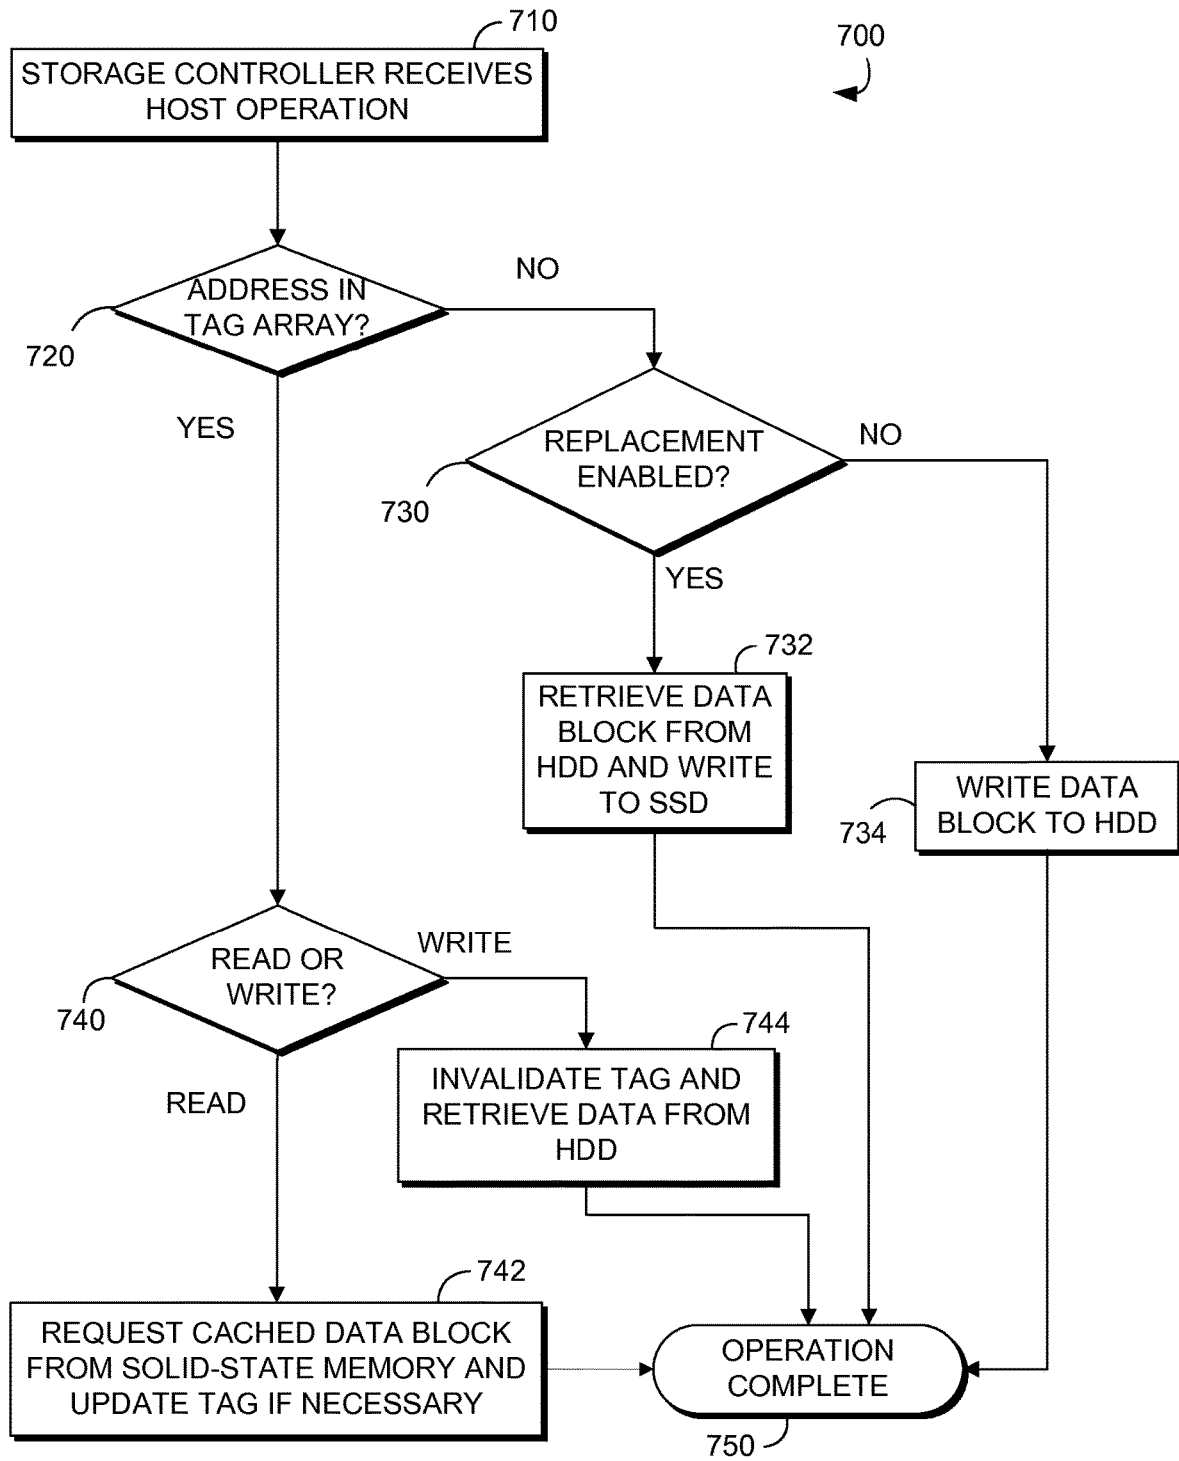 710
700
STORAGE CONTROLLER RECEIVES
HOST OPERATION
NO
ADDRESS IN
TAG ARRAY?
720
YES
NO
REPLACEMENT
ENABLED?
730
YES
732
RETRIEVE DATA
BLOCK FROM
HDD AND WRITE
TO SSD
WRITE DATA
BLOCK TO HDD
734
WRITE
READ OR
WRITE?
740
744
INVALIDATE TAG AND
RETRIEVE DATA FROM
HDD
READ
742
REQUEST CACHED DATA BLOCK
FROM SOLID-STATE MEMORY AND
UPDATE TAG IF NECESSARY
OPERATION
COMPLETE
750